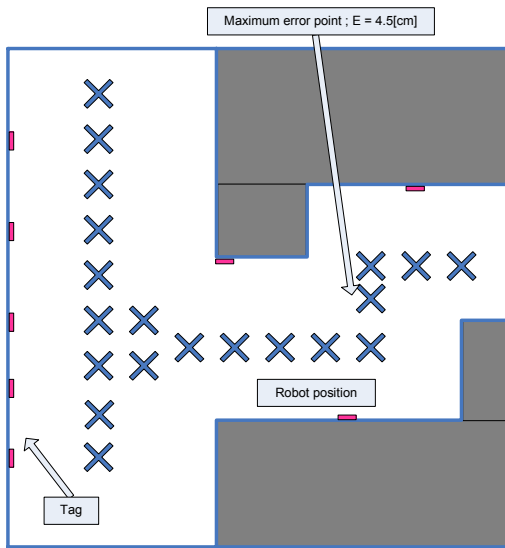 Maximum error point ; E = 4.5[cm]
Robot position
Tag